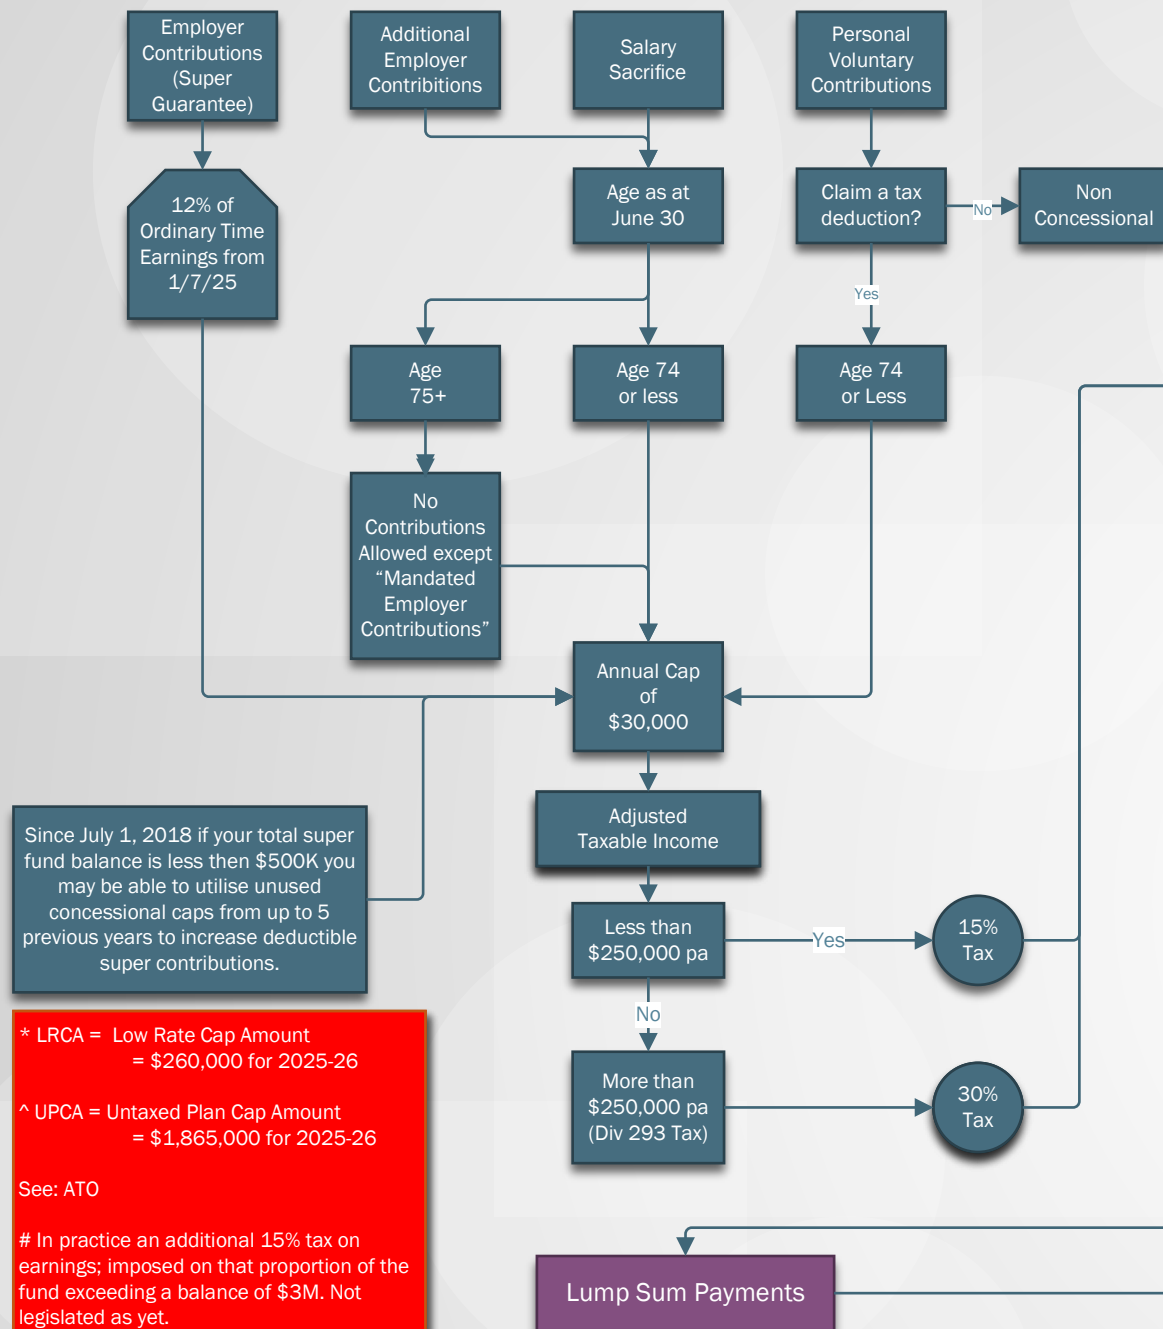 Employer
Contributions
(Super
Guarantee)
Additional
Employer
Contribitions
Salary
Sacrifice
Personal
Voluntary
Contributions
12% of
Ordinary Time
Earnings from
1/7/25
Age as at
June 30
Claim a tax
deduction?
No
Non
Concessional
Yes
Age
75+
Age 74
or less
Age 74
or Less
No
Contributions
Allowed except
“Mandated
Employer
Contributions”
Annual Cap
of
$30,000
Adjusted
Taxable Income
Since July 1, 2018 if your total super
fund balance is less then $500K you
may be able to utilise unused
concessional caps from up to 5
previous years to increase deductible
super contributions.
Less than
$250,000 pa
Yes
15%
Tax
No
More than
$250,000 pa
(Div 293 Tax)
30%
Tax
* LRCA = Low Rate Cap Amount
= $260,000 for 2025-26
^ UPCA = Untaxed Plan Cap Amount
= $1,865,000 for 2025-26
See: ATO
# In practice an additional 15% tax on
earnings; imposed on that proportion of the
fund exceeding a balance of $3M. Not
legislated as yet.
Lump Sum Payments